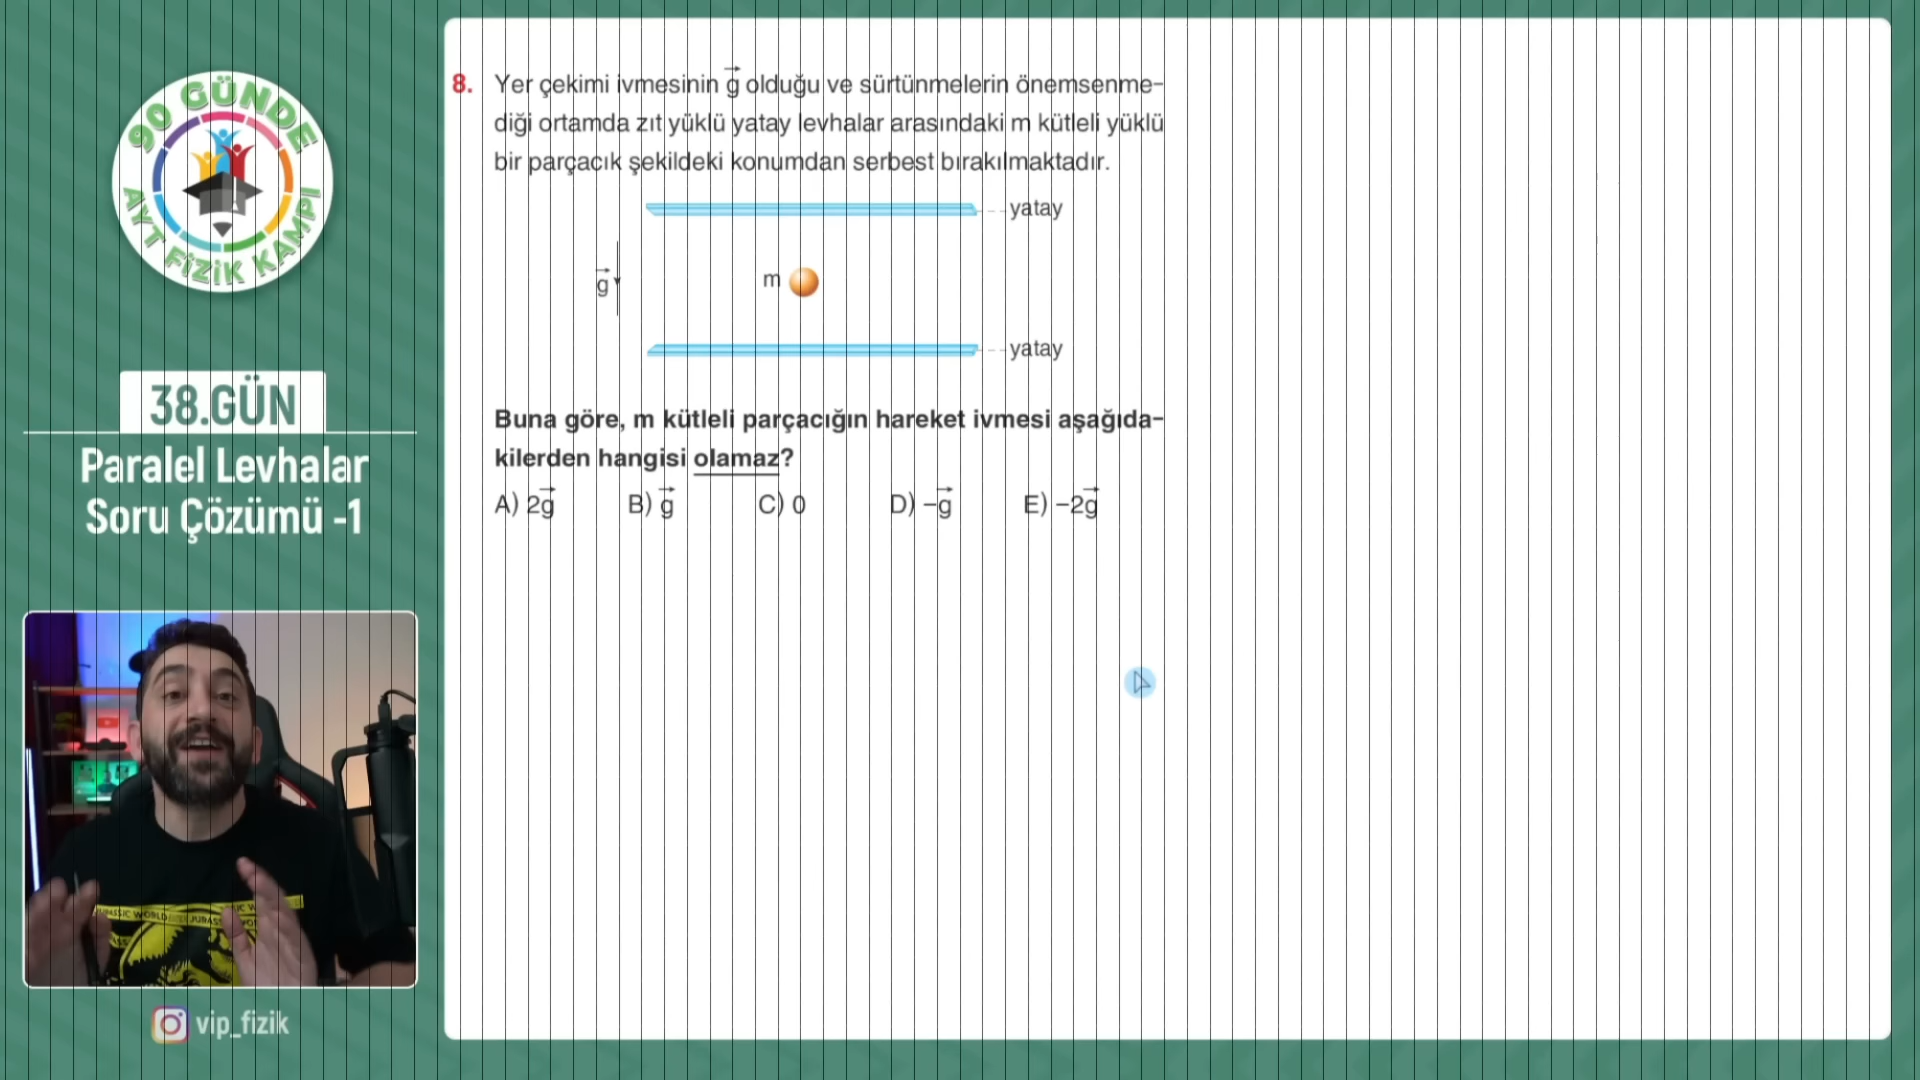 90 GÜNDE
AYT FİZİK KAMPI
38.GÜN
Paralel Levhalar
Soru Çözümü -1
vip_fizik
8. Yer çekimi ivmesinin g⃗ olduğu ve sürtünmelerin önemsenme-
diği ortamda zıt yüklü yatay levhalar arasındaki m kütleli yüklü
bir parçacık şekildeki konumdan serbest bırakılmaktadır.
yatay
g⃗
m
yatay
Buna göre, m kütleli parçacığın hareket ivmesi aşağıda-
kilerden hangisi olamaz?
A) 2g⃗ B) g⃗ C) 0 D) –g⃗ E) –2g⃗